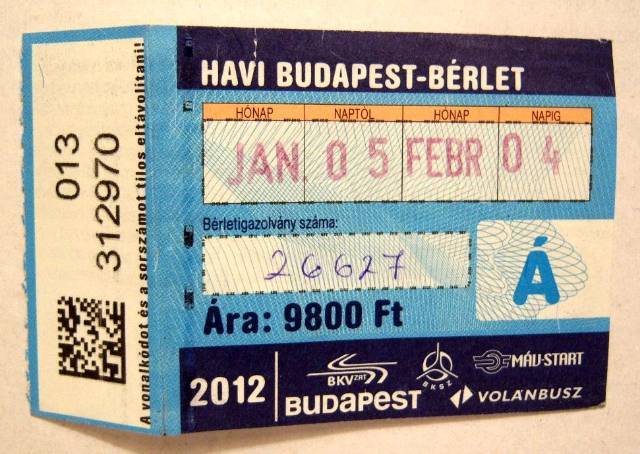 HAVI BUDAPEST-BÉRLET
HÓNAP NAPTÓL HÓNAP NAPIG
JAN 05 FEBR 04
Bérletigazolvány száma:
26627
Á
Ára: 9800 Ft
2012
BKV ZRT
BUDAPEST
BKSZ
MÁV-START
VOLÁNBUSZ
013
312970
A vonalkódot és a sorszámot tilos eltávolítani!